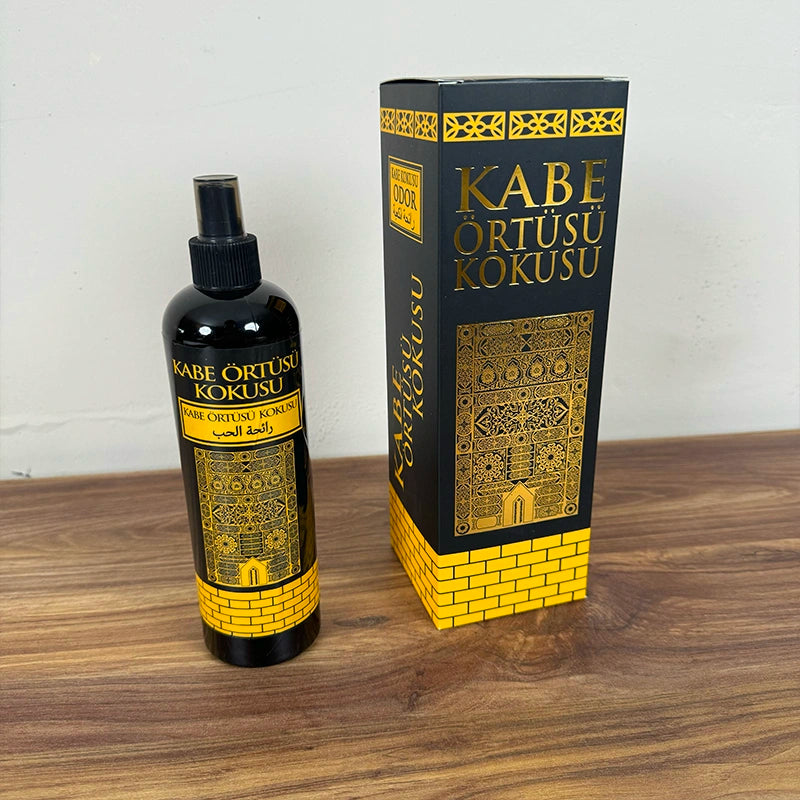 KABE ÖRTÜSÜ
KOKUSU
KABE ÖRTÜSÜ KOKUSU
رائحة الحب
KABE KOKUSU
ODOR
KABE
ÖRTÜSÜ
KOKUSU
KABE
ÖRTÜSÜ
KOKUSU